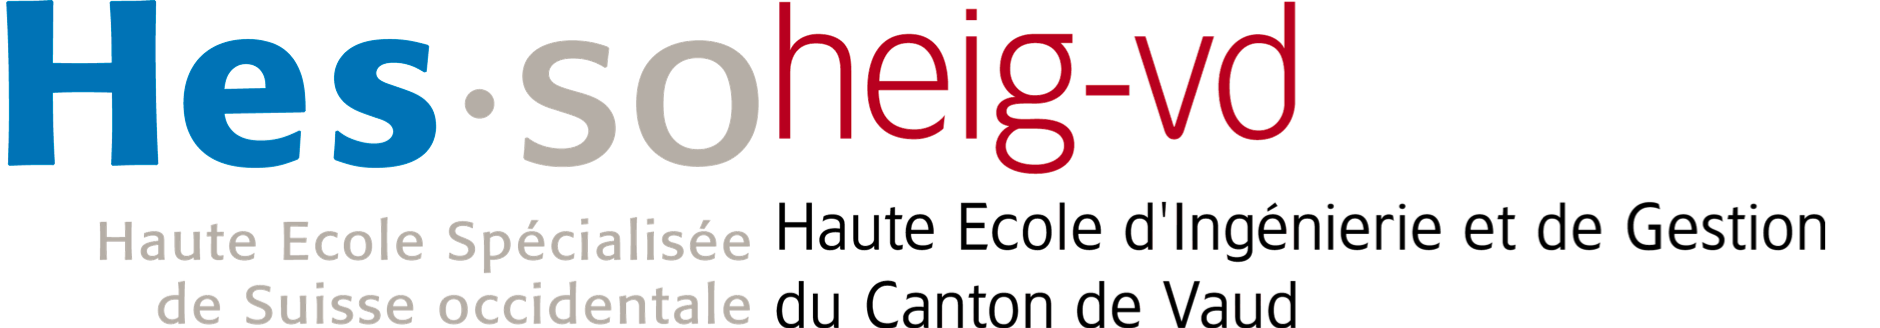 Hes·so
Haute Ecole Spécialisée
de Suisse occidentale
heig-vd
Haute Ecole d'Ingénierie et de Gestion
du Canton de Vaud